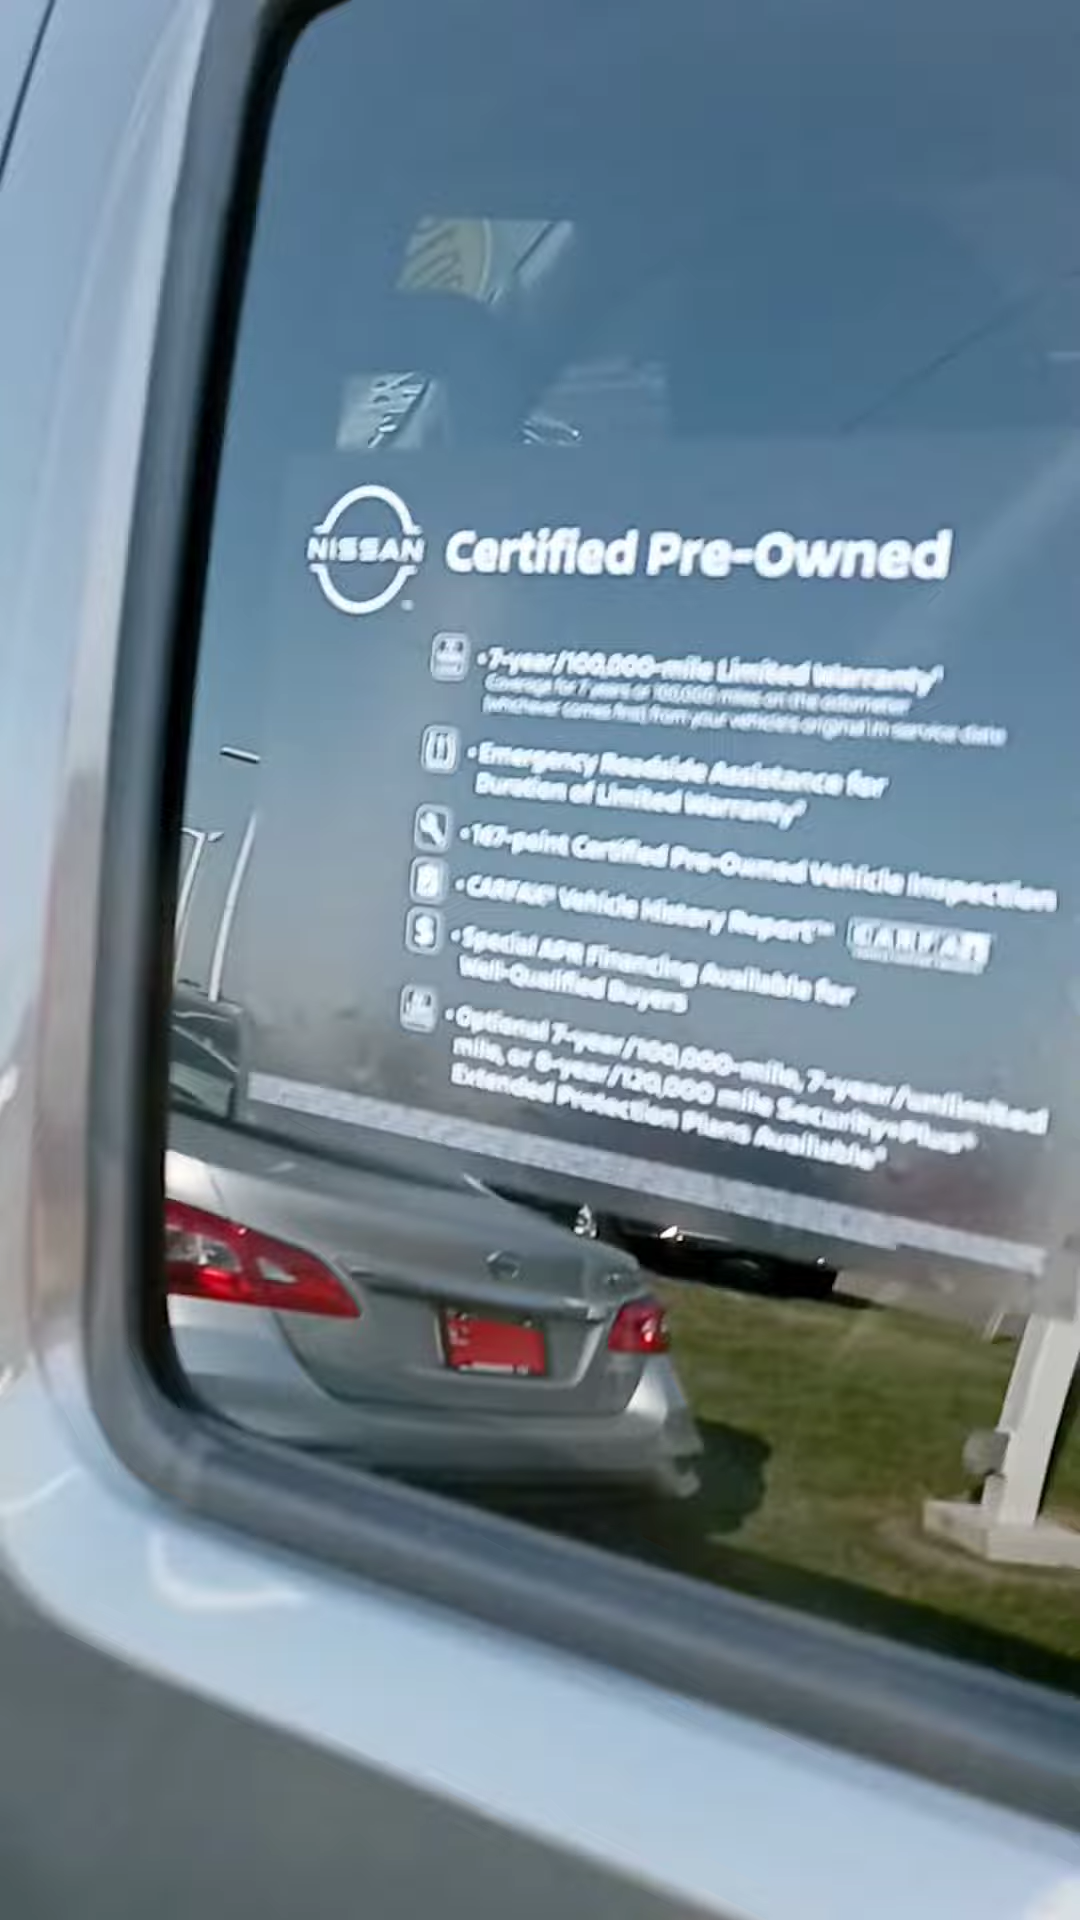 NISSAN
Certified Pre-Owned
• 7-year/100,000-mile Limited Warranty¹
Coverage for 7 years or 100,000 miles on the odometer
(whichever comes first) from your vehicle's original in-service date
• Emergency Roadside Assistance for
Duration of Limited Warranty²
• 167-point Certified Pre-Owned Vehicle Inspection
• CARFAX® Vehicle History Report™ CARFAX
$ • Special APR Financing Available for
Well-Qualified Buyers
• Optional 7-year/100,000-mile, 7-year/unlimited
mile, or 8-year/120,000 mile Security+Plus®
Extended Protection Plans Available